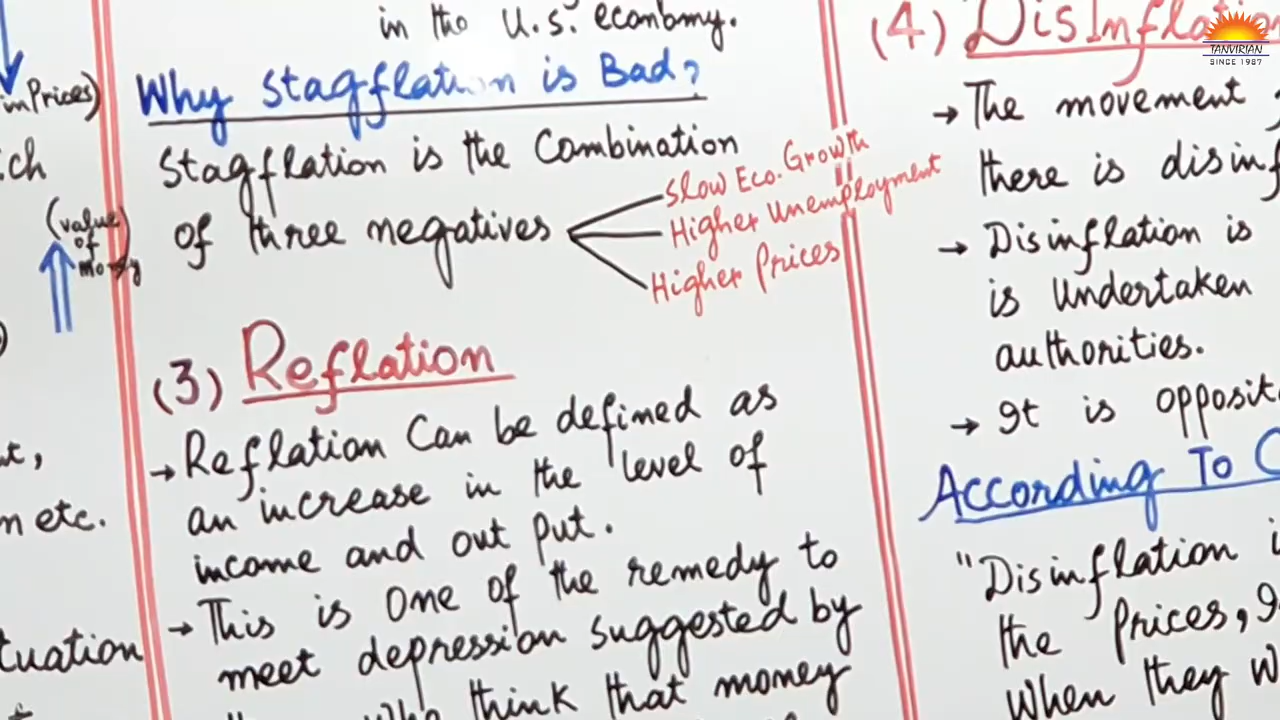 in Prices)
ich
(value
of
money)
nt,
n etc.
tuation
in the U.S. economy.
Why Stagflation is Bad?
Stagflation is the Combination
of three negatives
Slow Eco. Growth
Higher Unemployment
Higher Prices
(3) Reflation
→ Reflation Can be defined as
an increase in the level of
income and out put.
→ This is one of the remedy to
meet depression suggested by
who think that money
(4) DisInflatio
→ The movement
there is disinf
→ Disinflation is
is undertaken
authorities.
→ It is opposit
According To C
"Disinflation i
the Prices, I
When they w
TANVIRIAN
SINCE 1987